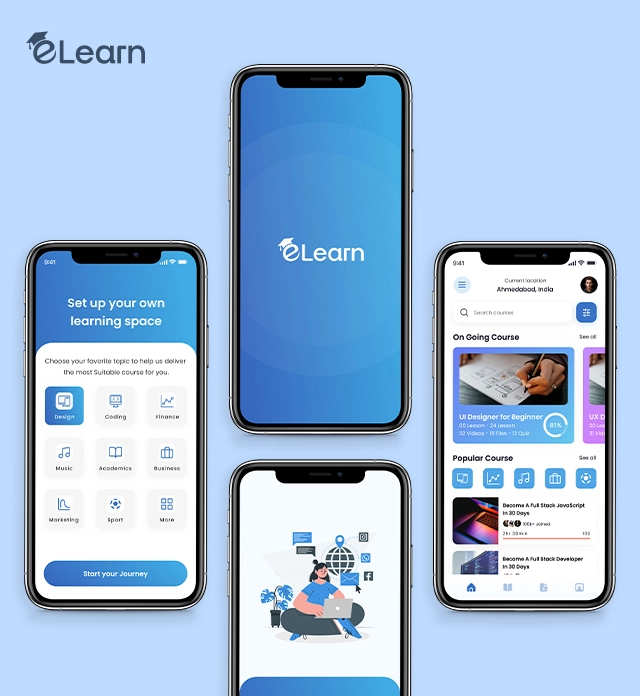 eLearn
eLearn
9:41
Set up your own
learning space
Choose your favorite topic to help us deliver
the most Suitable course for you.
Design
Coding
Finance
Music
Academics
Business
Marketing
Sport
More
Start your Journey
9:41
Current location
Ahmedabad, India
Search courses
On Going Course
See all
UI Designer for Beginner
00 Lesson - 24 Lesson
32 Videos - 18 Files - 12 Quiz
81%
UX D
Popular Course
See all
Become A Full Stack JavaScript
In 30 Days
100k+ Joined
Become A Full Stack Developer
In 30 Days